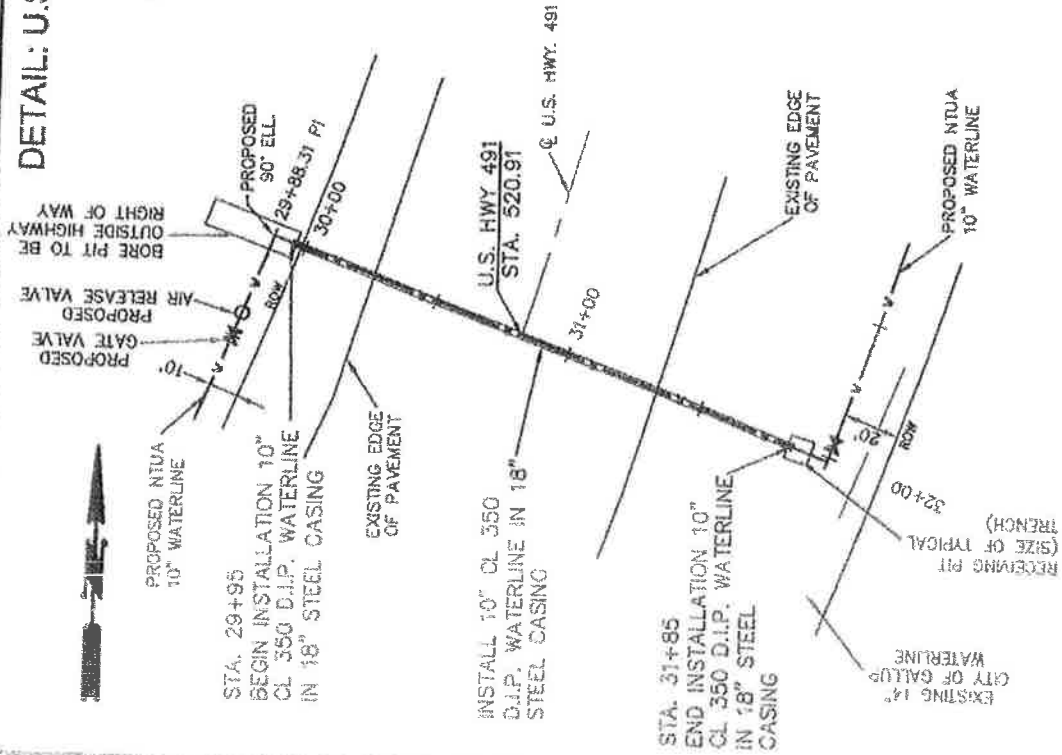 DETAIL: U.S
PROPOSED
GATE VALVE
PROPOSED
AIR RELEASE VALVE
BORE PIT TO BE
OUTSIDE HIGHWAY
RIGHT OF WAY
PROPOSED
90° ELL.
29+88.31 PI
30+00
10'
ROW
W
W
W
PROPOSED NTUA
10" WATERLINE
STA. 29+95
BEGIN INSTALLATION 10"
CL 350 D.I.P. WATERLINE
IN 18" STEEL CASING
EXISTING EDGE
OF PAVEMENT
U.S. HWY 491
STA. 520.91
℄ U.S. HWY. 491
31+00
INSTALL 10" CL 350
D.I.P. WATERLINE IN 18"
STEEL CASING
EXISTING EDGE
OF PAVEMENT
PROPOSED NTUA
10" WATERLINE
W
W
W
20'
ROW
32+00
STA. 31+85
END INSTALLATION 10"
CL 350 D.I.P. WATERLINE
IN 18" STEEL
CASING
RECEIVING PIT
(SIZE OF TYPICAL
TRENCH)
EXISTING 14"
CITY OF GALLUP
WATERLINE